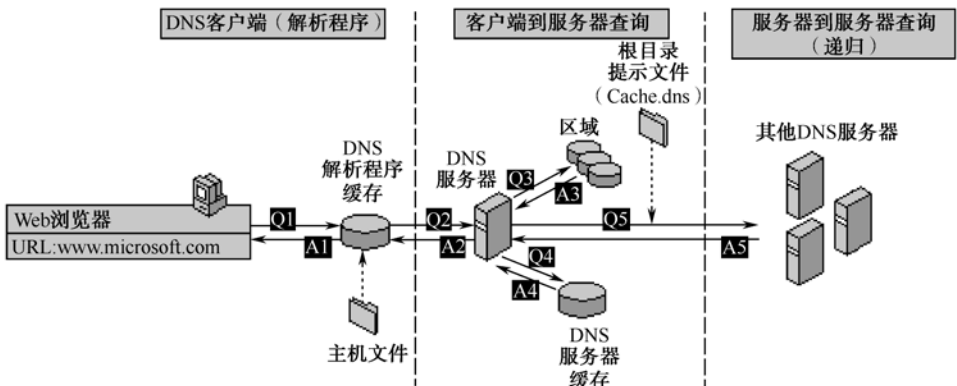 DNS客户端（解析程序）
客户端到服务器查询
服务器到服务器查询
（递归）
根目录
提示文件
（Cache.dns）
区域
其他DNS服务器
DNS
解析程序
缓存
DNS
服务器
Q3
A3
Web浏览器
URL:www.microsoft.com
Q1
A1
Q2
A2
Q5
A5
Q4
A4
主机文件
DNS
服务器
缓存